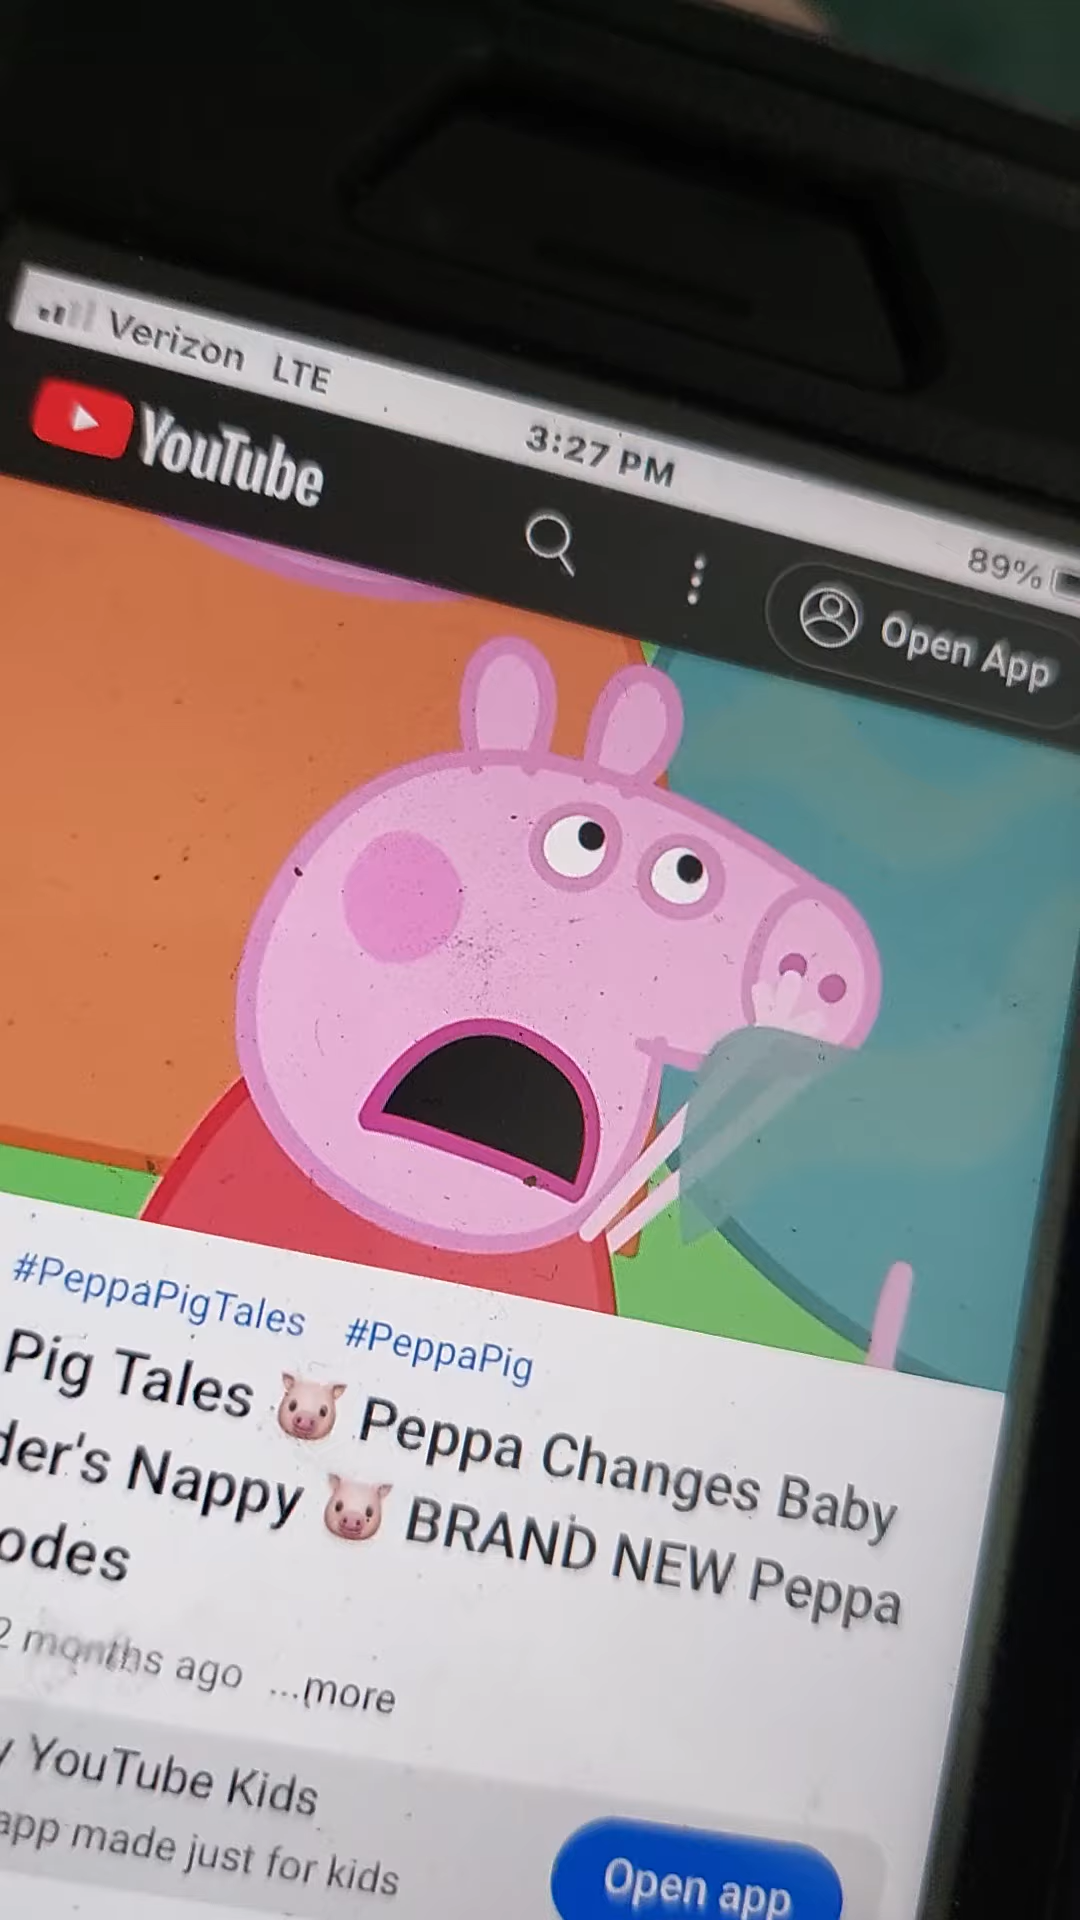 Verizon LTE 3:27 PM 89%
YouTube Open App
#PeppaPigTales #PeppaPig
Pig Tales 🐷 Peppa Changes Baby
der's Nappy 🐷 BRAND NEW Peppa
odes
2 months ago ...more
y YouTube Kids
app made just for kids
Open app